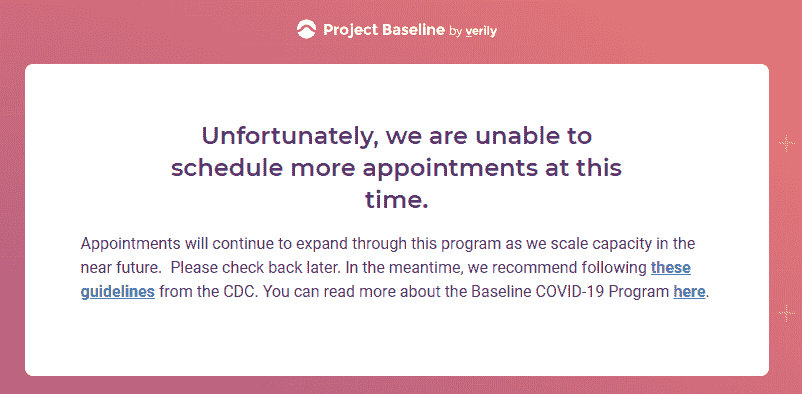 Project Baseline by verily
Unfortunately, we are unable to
schedule more appointments at this
time.
Appointments will continue to expand through this program as we scale capacity in the
near future.  Please check back later. In the meantime, we recommend following these
guidelines from the CDC. You can read more about the Baseline COVID-19 Program here.